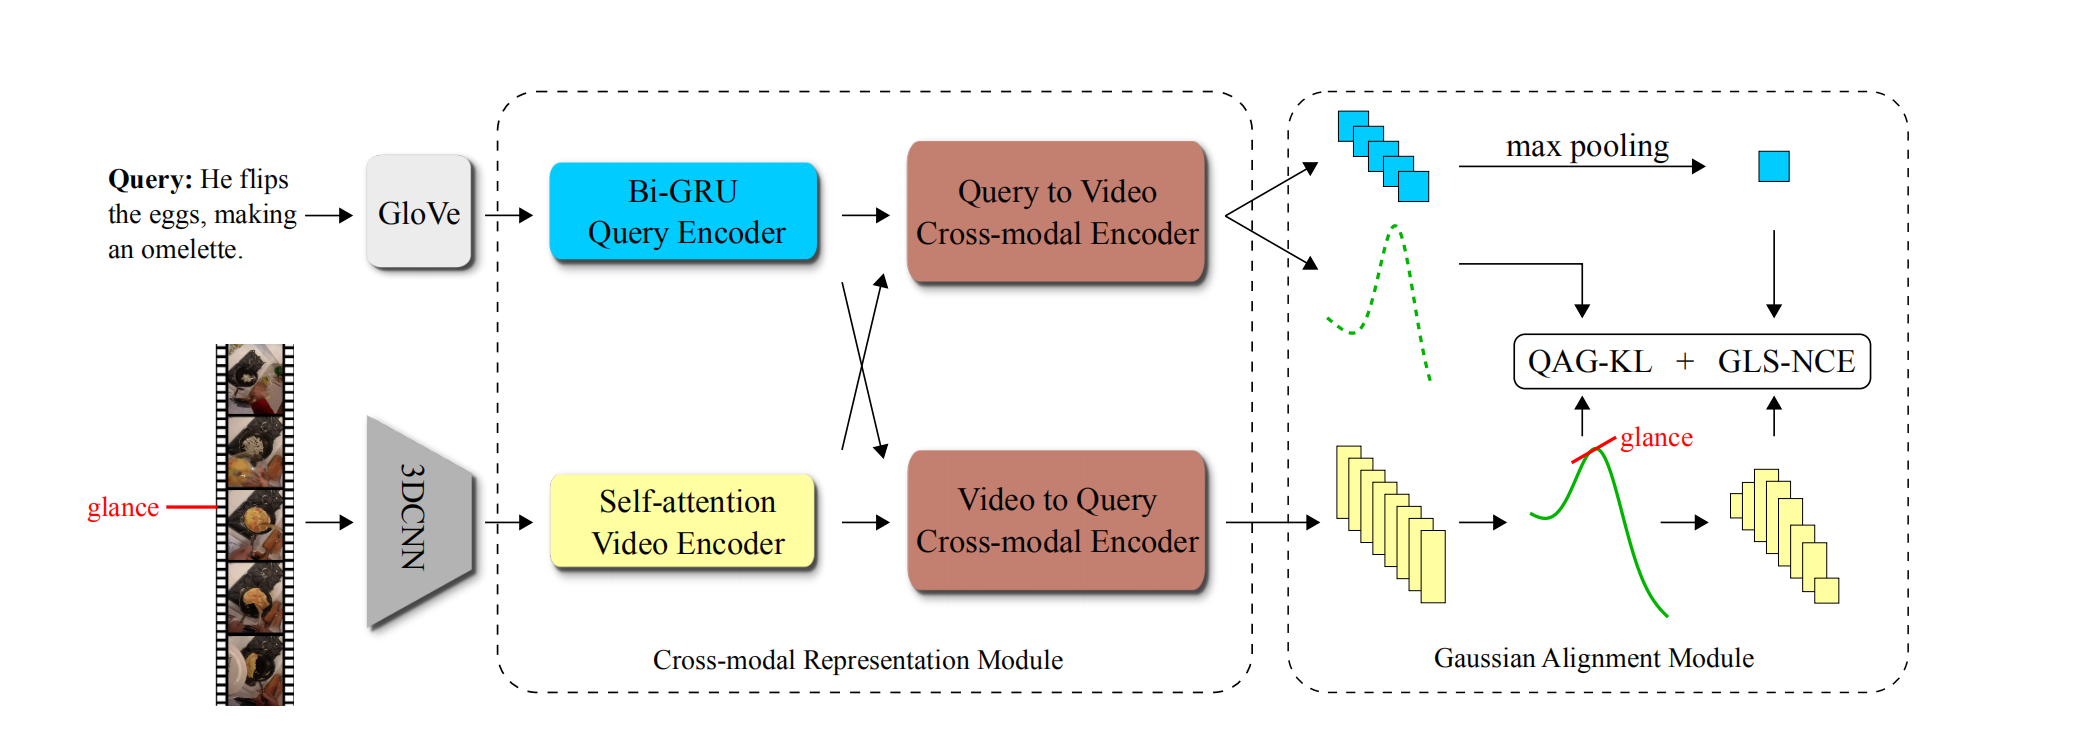 Query: He flips
the eggs, making
an omelette.
GloVe
Bi-GRU
Query Encoder
Query to Video
Cross-modal Encoder
max pooling
QAG-KL + GLS-NCE
glance
glance
3DCNN
Self-attention
Video Encoder
Video to Query
Cross-modal Encoder
Cross-modal Representation Module
Gaussian Alignment Module